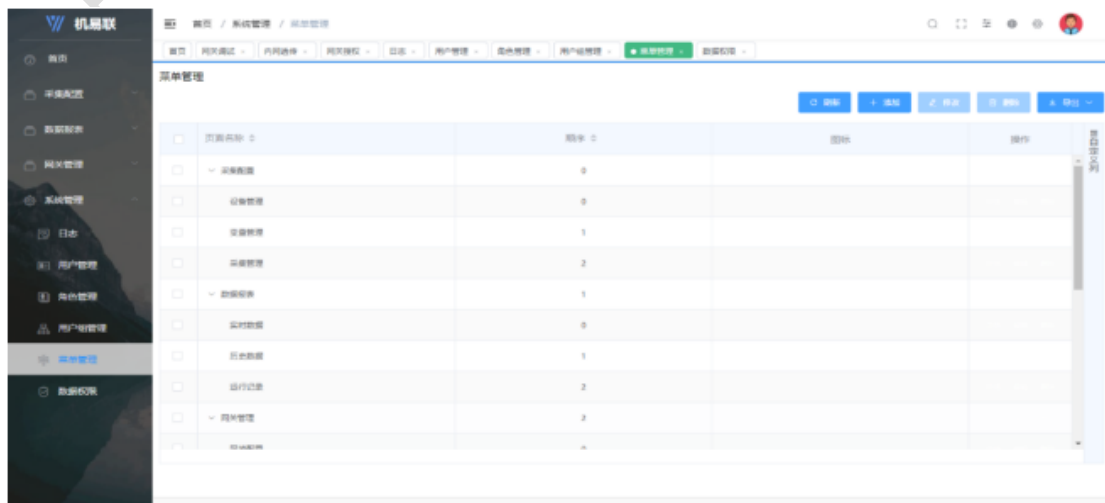 机易联
首页 / 系统管理 / 菜单管理
首页 网关调试 内网透传 网关授权 日志 用户管理 角色管理 用户组管理 菜单管理 数据权限
首页
采集配置
数据报表
网关管理
系统管理
日志
用户管理
角色管理
用户组管理
菜单管理
数据权限
菜单管理
刷新 添加 修改 删除 导出
页面名称 顺序 图标 操作
采集配置 0
设备管理 0
变量管理 1
采集管理 2
数据报表 1
实时数据 0
历史数据 1
运行记录 2
网关管理 2
自定义列